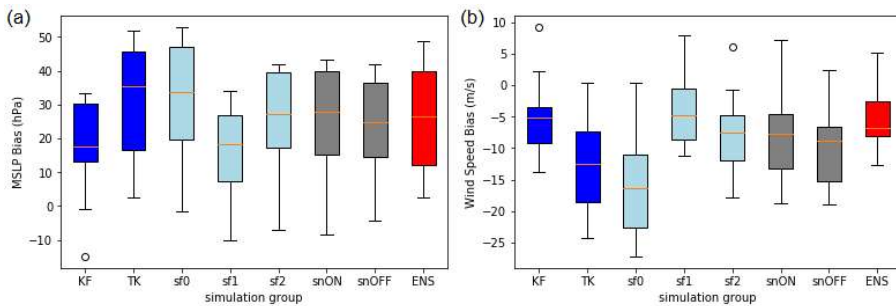 (a)
MSLP Bias (hPa)
50
40
30
20
10
0
−10
KF TK sf0 sf1 sf2 snON snOFF ENS
simulation group
(b)
Wind Speed Bias (m/s)
10
5
0
−5
−10
−15
−20
−25
KF TK sf0 sf1 sf2 snON snOFF ENS
simulation group